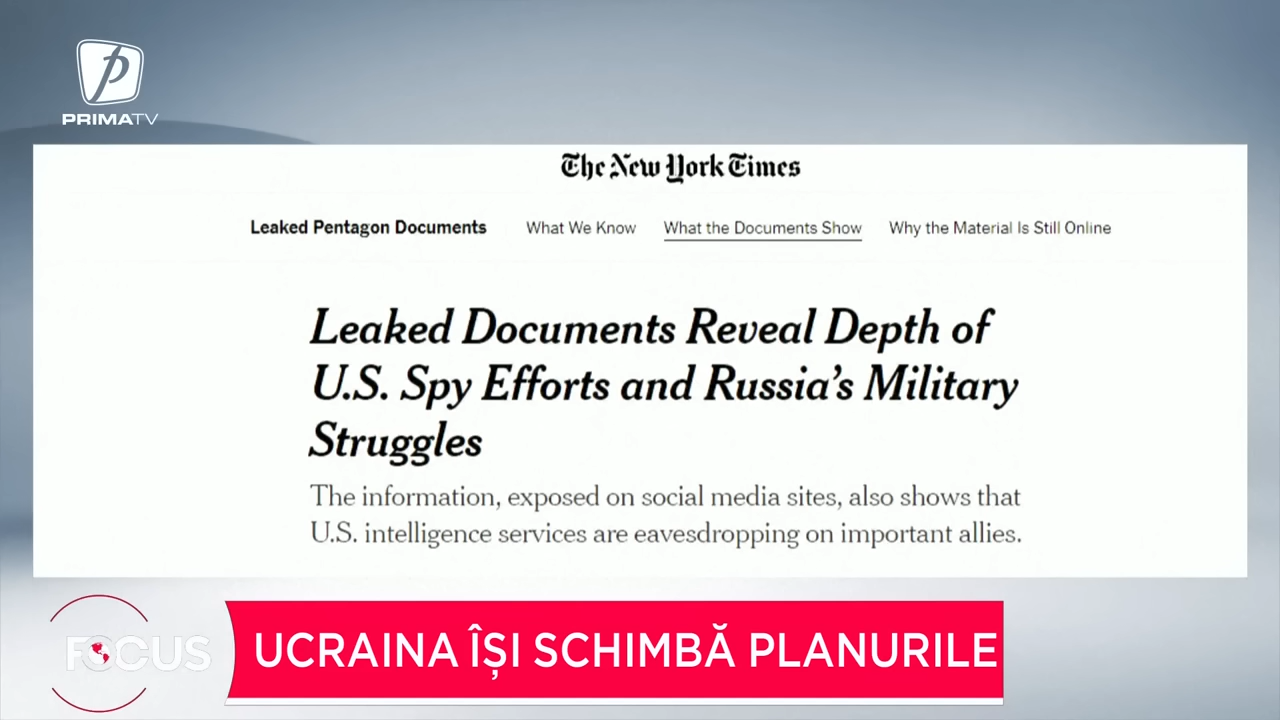 PRIMATV
The New York Times
Leaked Pentagon Documents What We Know What the Documents Show Why the Material Is Still Online
Leaked Documents Reveal Depth of
U.S. Spy Efforts and Russia's Military
Struggles
The information, exposed on social media sites, also shows that
U.S. intelligence services are eavesdropping on important allies.
FOCUS
UCRAINA ÎȘI SCHIMBĂ PLANURILE